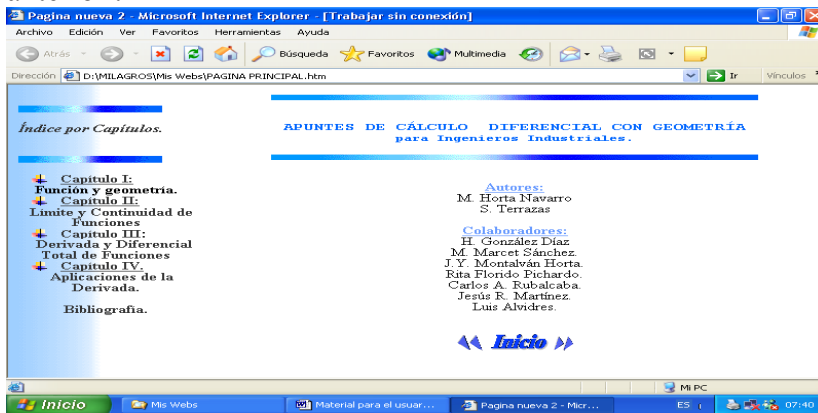 Pagina nueva 2 - Microsoft Internet Explorer - [Trabajar sin conexión]
Archivo Edición Ver Favoritos Herramientas Ayuda
Atrás Búsqueda Favoritos Multimedia
Dirección D:\MILAGROS\Mis Webs\PAGINA PRINCIPAL.htm Ir Vínculos
Índice por Capítulos.
Capítulo I:
Función y geometría.
Capítulo II:
Límite y Continuidad de
Funciones
Capítulo III:
Derivada y Diferencial
Total de Funciones
Capítulo IV.
Aplicaciones de la
Derivada.
Bibliografía.
APUNTES DE CÁLCULO DIFERENCIAL CON GEOMETRÍA
para Ingenieros Industriales.
Autores:
M. Horta Navarro
S. Terrazas
Colaboradores:
H. González Díaz
M. Marcet Sánchez.
J.Y. Montalván Horta.
Rita Florido Pichardo.
Carlos A. Rubalcaba.
Jesús R. Martínez.
Luis Alvidres.
Inicio
Mi PC
Inicio Mis Webs Material para el usuar... Pagina nueva 2 - Micr... ES 07:40